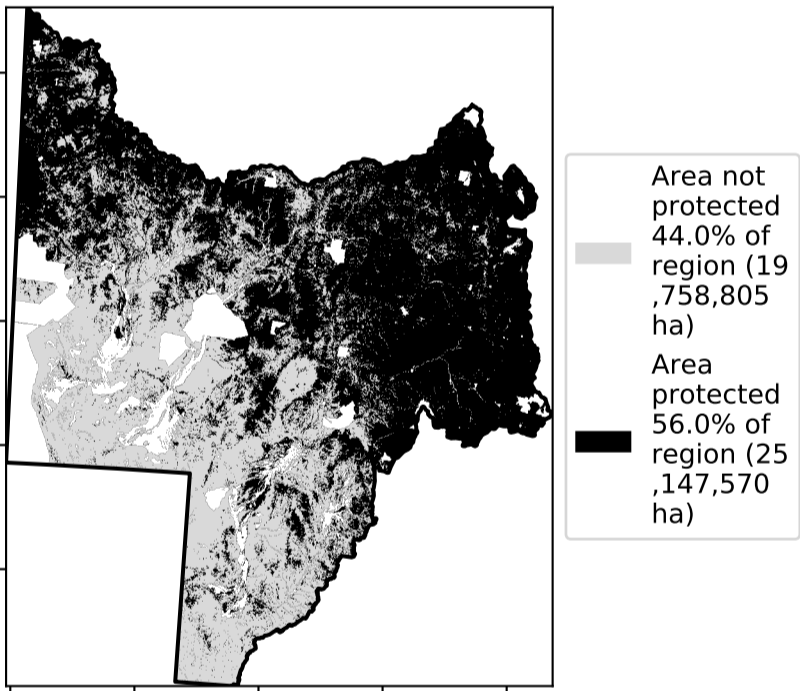 Area not
protected
44.0% of
region (19
,758,805
ha)
Area
protected
56.0% of
region (25
,147,570
ha)